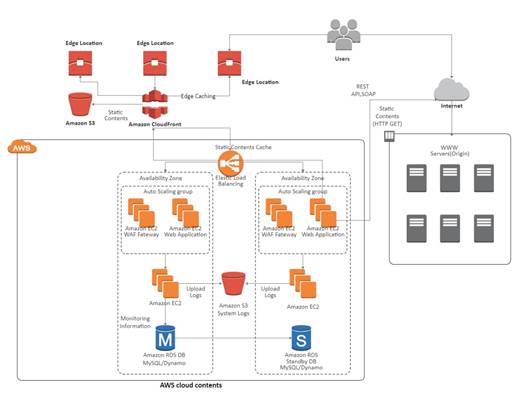 Edge Location
Edge Location
Users
Edge Location
Edge Caching
REST
API,SOAP
Amazon S3
Static
Contents
Amazon CloudFront
Internet
Static
Contents
(HTTP GET)
AWS
Static Contents Cache
WWW
Servers(Origin)
Elestic Load
Balancing
Availability Zone
Availability Zone
Auto Scaling group
Auto Scaling group
Amazon EC2
WAF Fateway
Amazon EC2
Web Application
Amazon EC2
WAF Fateway
Amazon EC2
Web Application
Upload
Logs
Upload
Logs
Amazon EC2
Amazon S3
System Logs
Amazon EC2
Monitoring
Information
M
S
Amazon RDS DB
MySQL/Dynamo
Amazon RDS
Standby DB
MySQL/Dynamo
AWS cloud contents